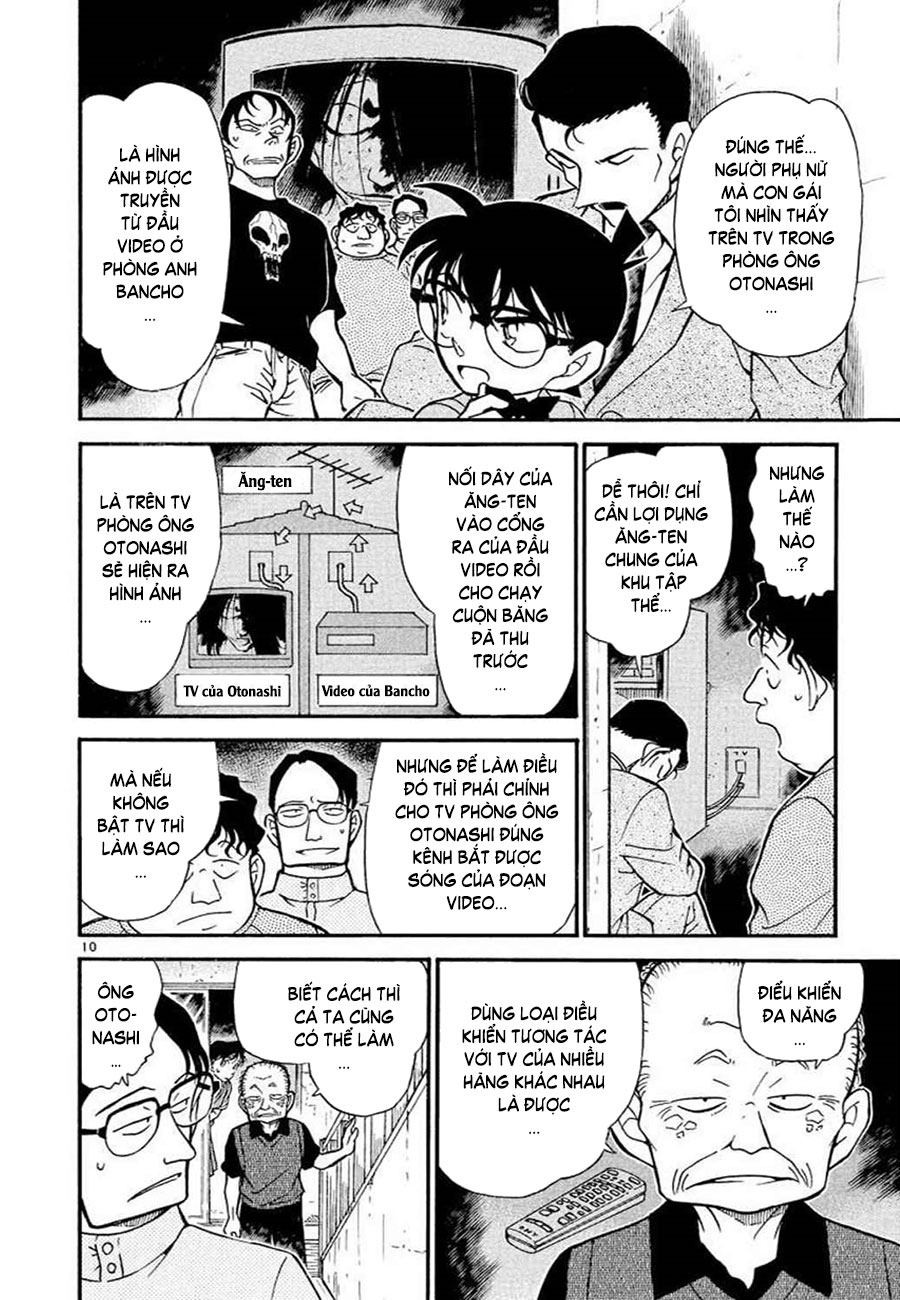 ĐÚNG THẾ...
NGƯỜI PHỤ NỮ
MÀ CON GÁI
TÔI NHÌN THẤY
TRÊN TV TRONG
PHÒNG ÔNG
OTONASHI
...
LÀ HÌNH
ẢNH ĐƯỢC
TRUYỀN
TỪ ĐẦU
VIDEO Ở
PHÒNG ANH
BANCHO
...
NHƯNG
LÀM
THẾ
NÀO
...?
DỄ THÔI! CHỈ
CẦN LỢI DỤNG
ĂNG-TEN
CHUNG CỦA
KHU TẬP
THỂ...
TV
NỐI DÂY CỦA
ĂNG-TEN
VÀO CỔNG
RA CỦA ĐẦU
VIDEO RỒI
CHO CHẠY
CUỘN BĂNG
ĐÃ THU
TRƯỚC
...
Ăng-ten
TV của Otonashi
Video của Bancho
LÀ TRÊN TV
PHÒNG ÔNG
OTONASHI
SẼ HIỆN RA
HÌNH ẢNH
...
NHƯNG ĐỂ LÀM ĐIỀU
ĐÓ THÌ PHẢI CHỈNH
CHO TV PHÒNG ÔNG
OTONASHI ĐÚNG
KÊNH BẮT ĐƯỢC
SÓNG CỦA ĐOẠN
VIDEO...
MÀ NẾU
KHÔNG
BẬT TV THÌ
LÀM SAO
...
10
ĐIỀU KHIỂN
ĐA NĂNG
...
DÙNG LOẠI ĐIỀU
KHIỂN TƯƠNG TÁC
VỚI TV CỦA NHIỀU
HÃNG KHÁC NHAU
LÀ ĐƯỢC
...
BIẾT CÁCH THÌ
CẢ TA CŨNG
CÓ THỂ LÀM
...
ÔNG
OTO-
NASHI
...